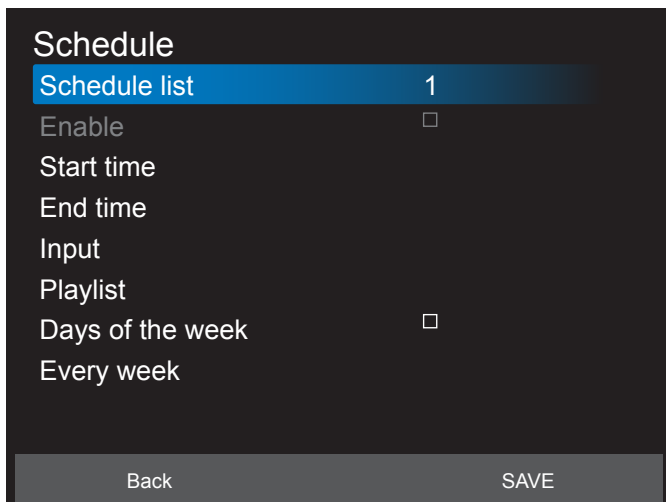 Schedule
Schedule list 1
Enable
Start time
End time
Input
Playlist
Days of the week
Every week
Back SAVE